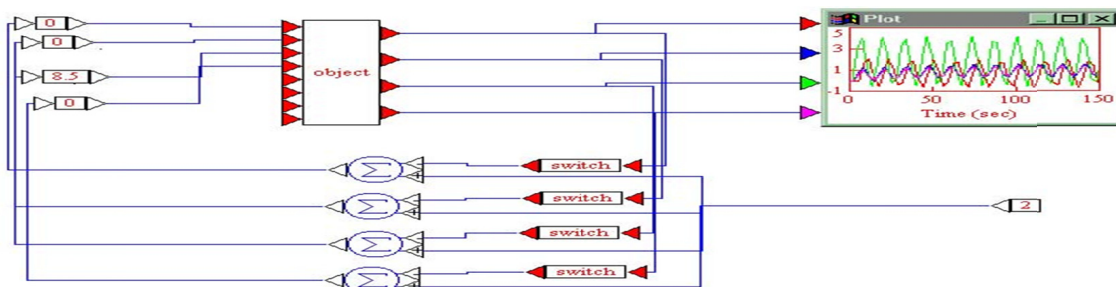 0
0
8.5
0
object
Plot
5
3
1
-1
0
50
100
150
Time (sec)
Σ
switch
Σ
switch
2
Σ
switch
Σ
switch